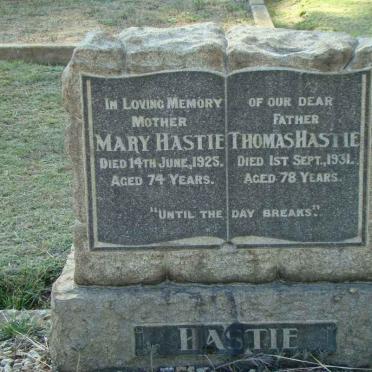 IN LOVING MEMORY OF OUR DEAR
MOTHER FATHER
MARY HASTIE THOMAS HASTIE
DIED 14TH JUNE, 1925. DIED 1ST SEPT., 1931.
AGED 74 YEARS. AGED 78 YEARS.
"UNTIL THE DAY BREAKS".
HASTIE